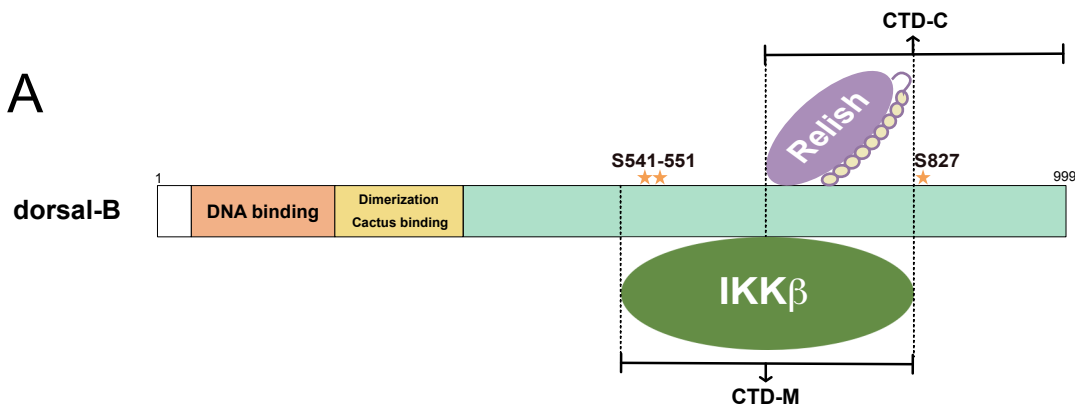 A
CTD-C
Relish
S541-551
S827
1
999
dorsal-B
DNA binding
Dimerization
Cactus binding
IKKβ
CTD-M